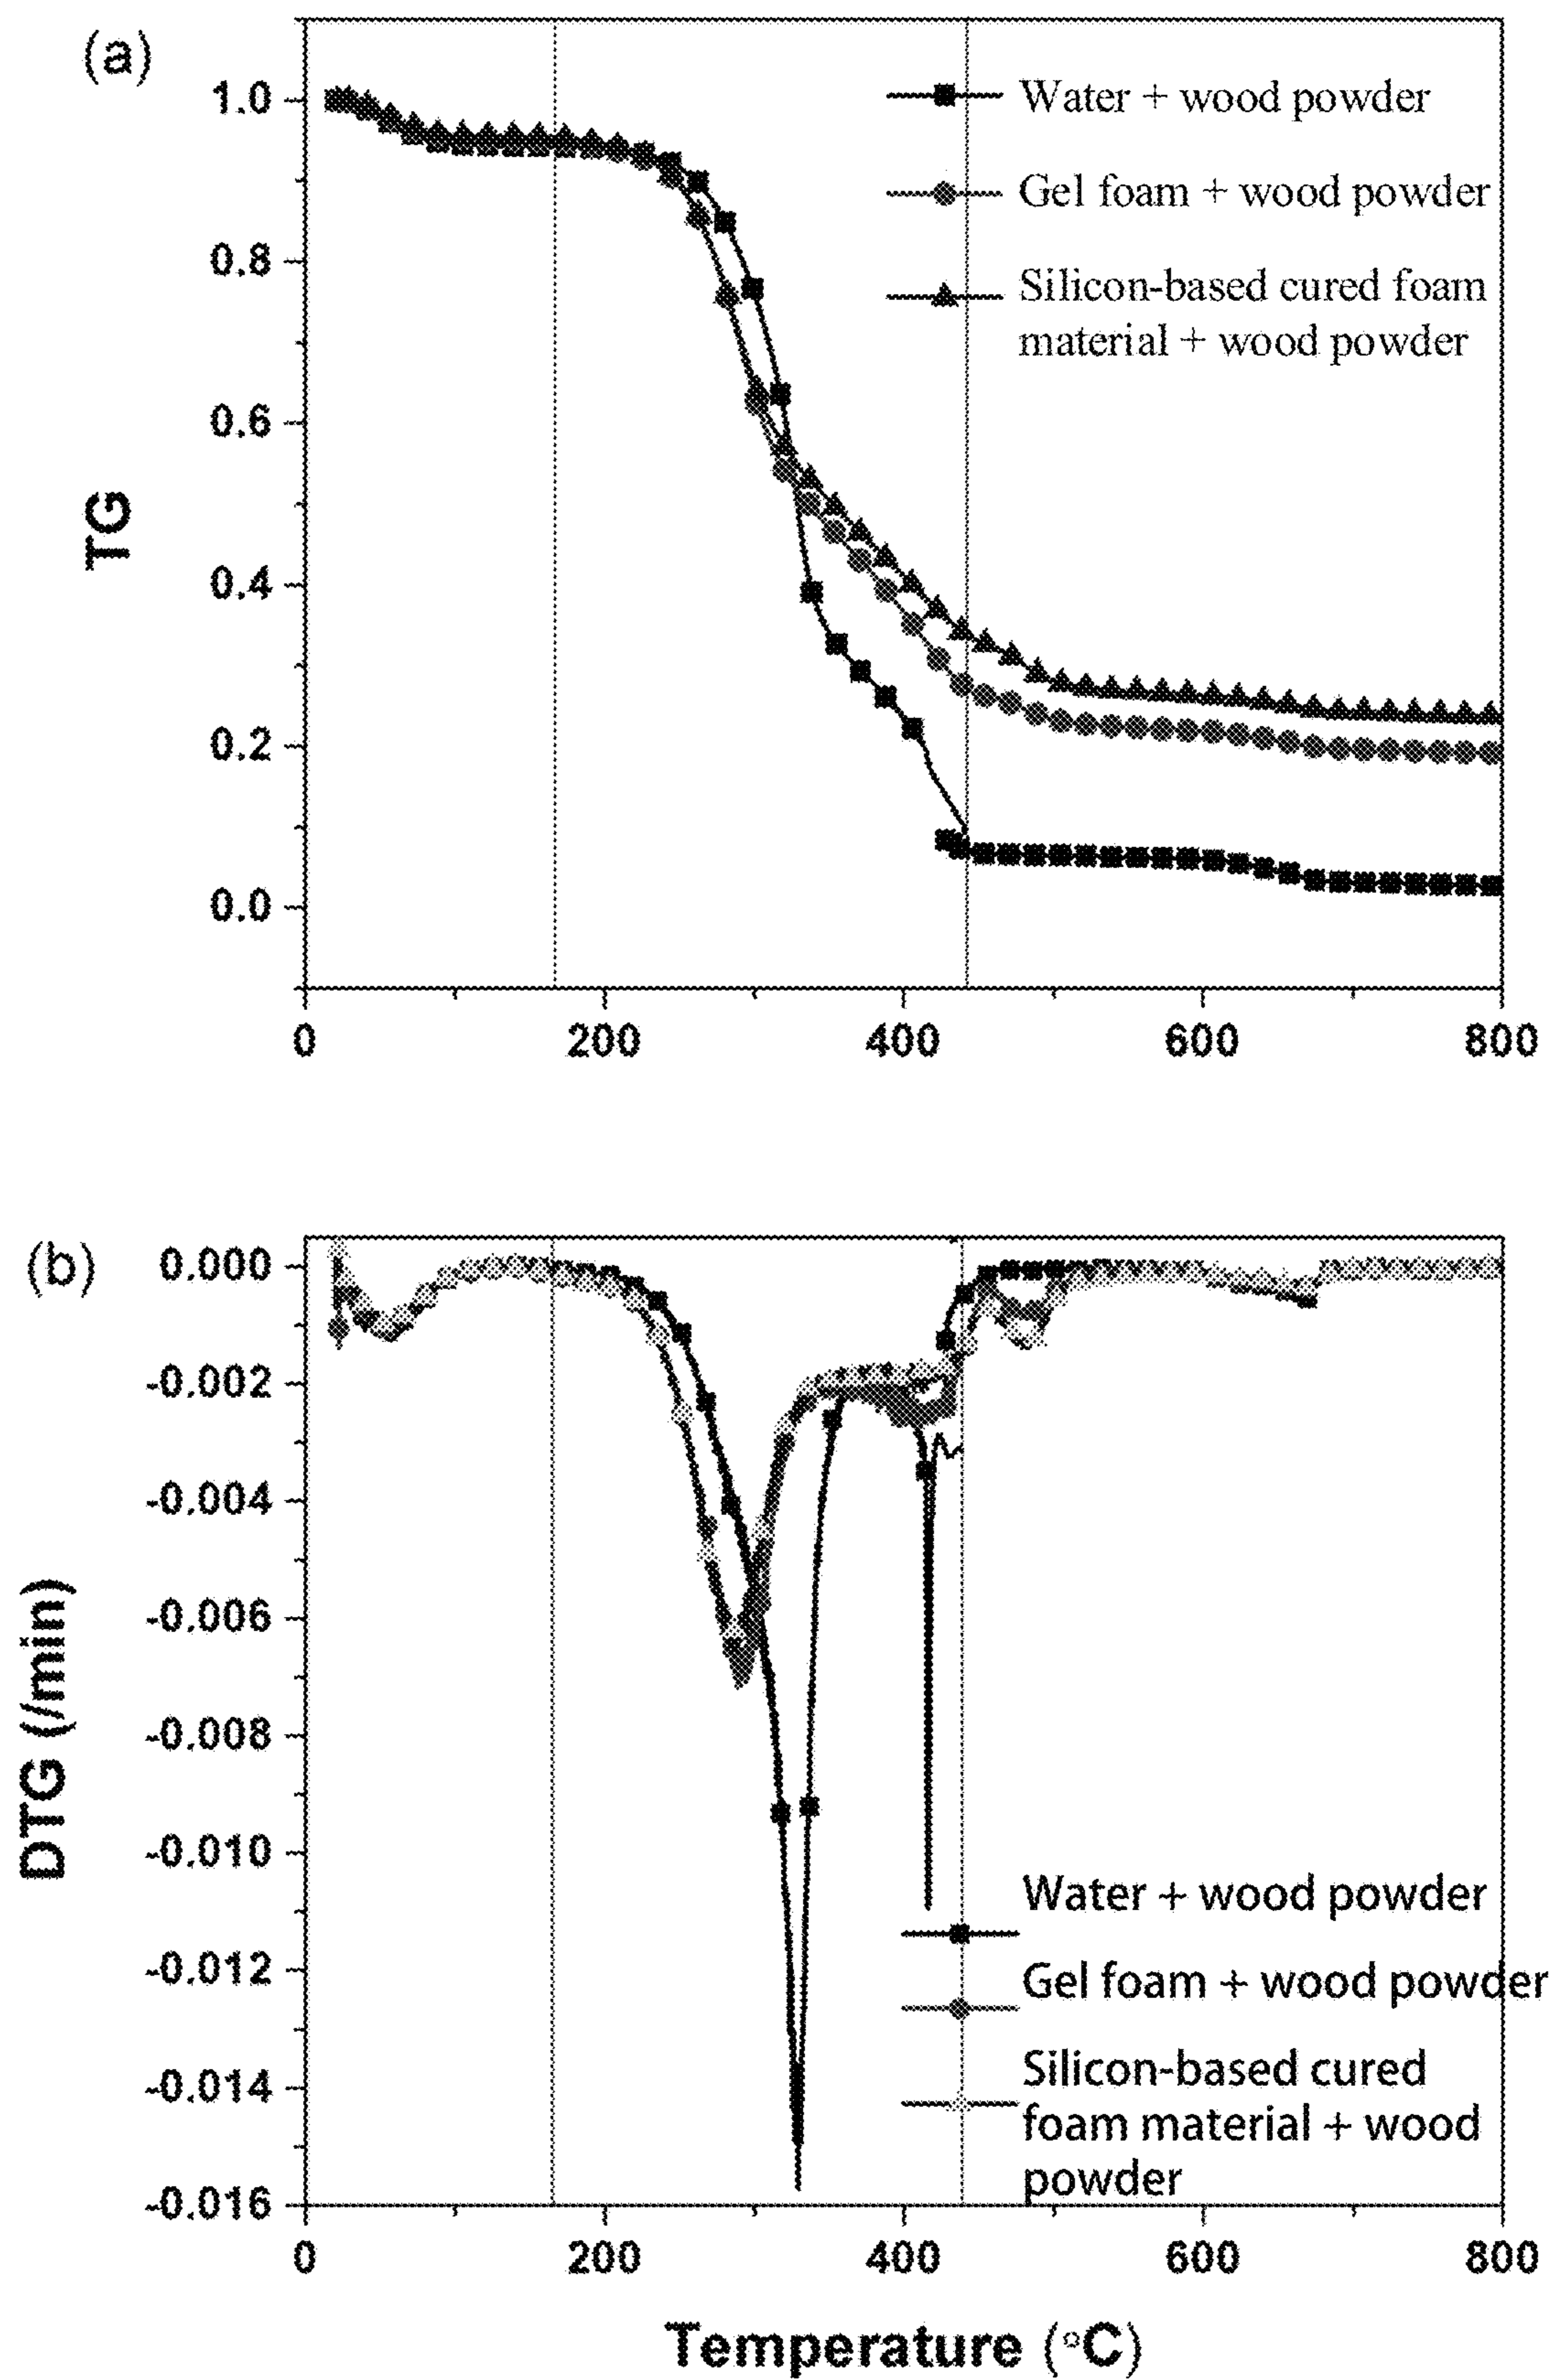 (a)
1.0
0.8
0.6
0.4
0.2
0.0
TG
Water + wood powder
Gel foam + wood powder
Silicon-based cured foam
material + wood powder
0 200 400 600 800
(b)
0.000
-0.002
-0.004
-0.006
-0.008
-0.010
-0.012
-0.014
-0.016
DTG (/min)
Water + wood powder
Gel foam + wood powder
Silicon-based cured
foam material + wood
powder
0 200 400 600 800
Temperature (°C)